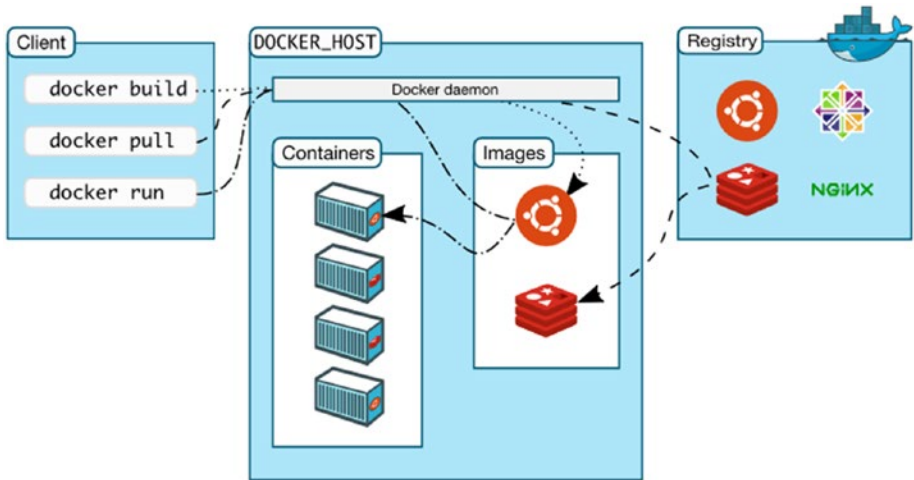 Client
docker build
docker pull
docker run
DOCKER_HOST
Docker daemon
Containers
Images
Registry
NGINX